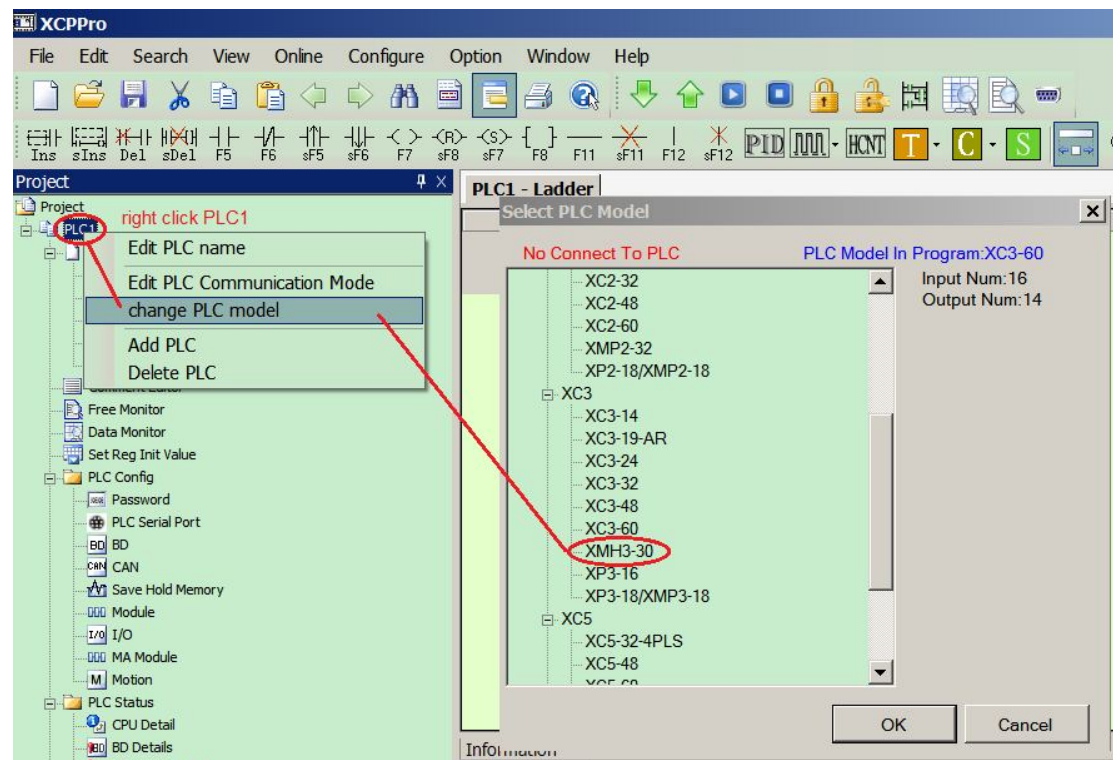 XCPPro
File Edit Search View Online Configure Option Window Help
Ins sIns Del sDel F5 F6 sF5 sF6 F7 sF8 sF7 F8 F11 sF11 F12 sF12 PID HCNT T C S
Project
PLC1 - Ladder
Project
PLC1
right click PLC1
Edit PLC name
Edit PLC Communication Mode
change PLC model
Add PLC
Delete PLC
Free Monitor
Data Monitor
Set Reg Init Value
PLC Config
Password
PLC Serial Port
BD BD
CAN CAN
Save Hold Memory
Module
I/O I/O
MA Module
M Motion
PLC Status
CPU Detail
BD BD Details
Select PLC Model
No Connect To PLC
PLC Model In Program:XC3-60
Input Num:16
Output Num:14
XC2-32
XC2-48
XC2-60
XMP2-32
XP2-18/XMP2-18
XC3
XC3-14
XC3-19-AR
XC3-24
XC3-32
XC3-48
XC3-60
XMH3-30
XP3-16
XP3-18/XMP3-18
XC5
XC5-32-4PLS
XC5-48
OK Cancel
Information